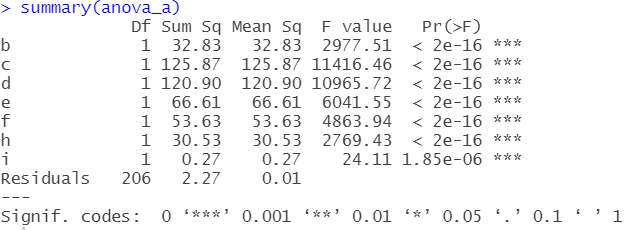 > summary(anova_a)
             Df Sum Sq Mean Sq  F value   Pr(>F)
b             1  32.83   32.83  2977.51  < 2e-16 ***
c             1 125.87  125.87 11416.46  < 2e-16 ***
d             1 120.90  120.90 10965.72  < 2e-16 ***
e             1  66.61   66.61  6041.55  < 2e-16 ***
f             1  53.63   53.63  4863.94  < 2e-16 ***
h             1  30.53   30.53  2769.43  < 2e-16 ***
i             1   0.27    0.27    24.11 1.85e-06 ***
Residuals   206   2.27    0.01
---
Signif. codes:  0 ‘***’ 0.001 ‘**’ 0.01 ‘*’ 0.05 ‘.’ 0.1 ‘ ’ 1